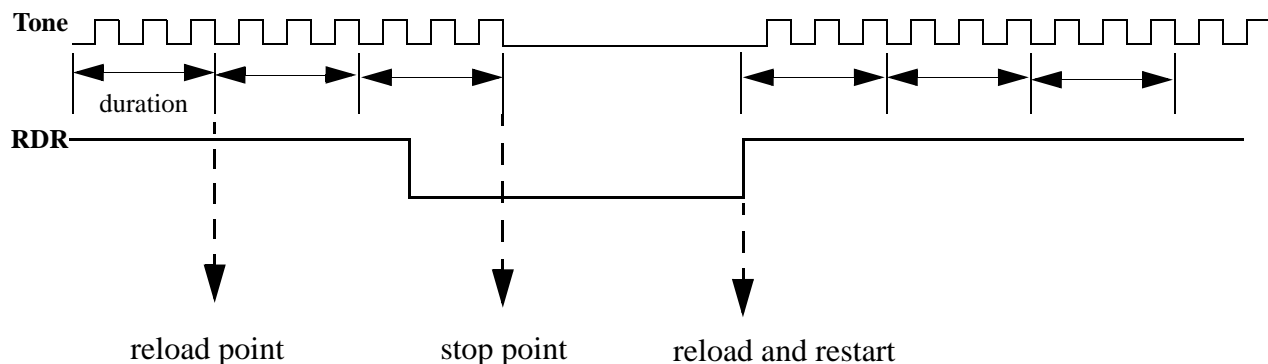 Tone
duration
RDR
reload point
stop point
reload and restart